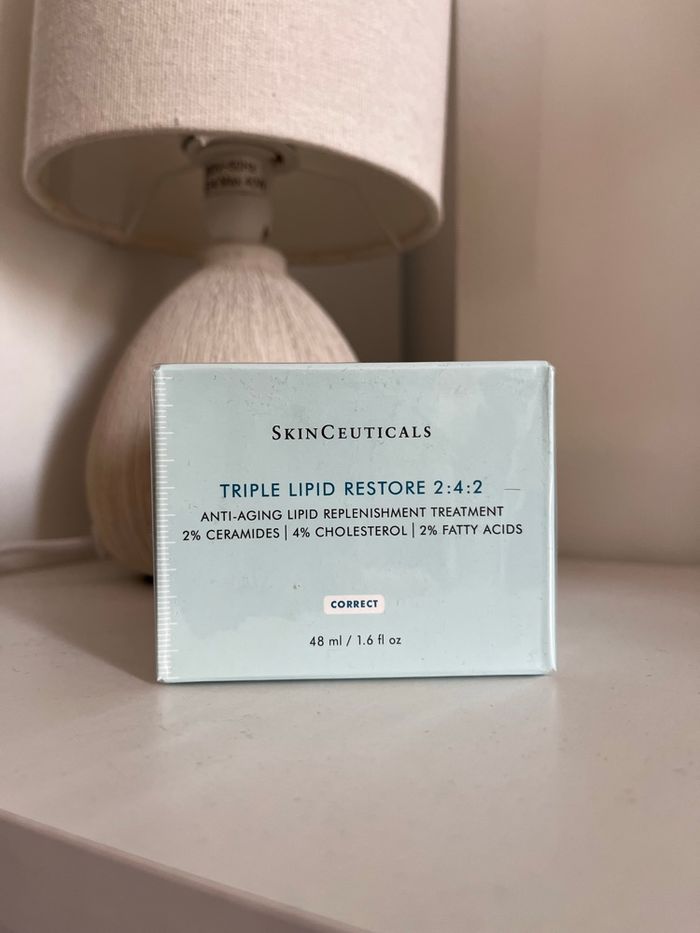 SKINCEUTICALS
TRIPLE LIPID RESTORE 2:4:2
ANTI-AGING LIPID REPLENISHMENT TREATMENT
2% CERAMIDES | 4% CHOLESTEROL | 2% FATTY ACIDS
CORRECT
48 ml / 1.6 fl oz